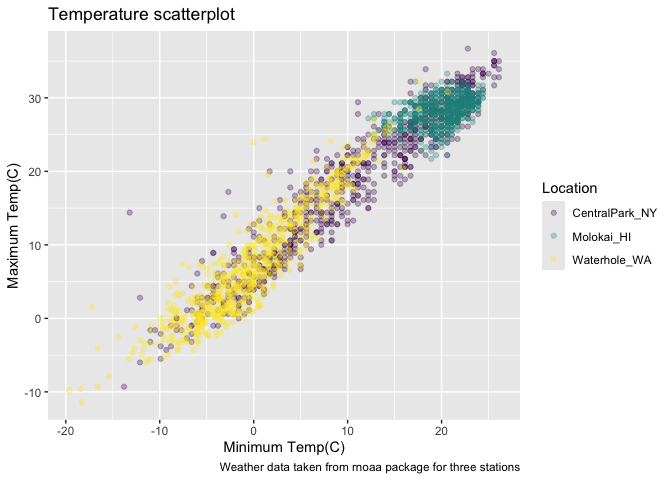 Temperature scatterplot
Maximum Temp(C)
30
20
10
0
-10
-20
-10
0
10
20
Minimum Temp(C)
Location
CentralPark_NY
Molokai_HI
Waterhole_WA
Weather data taken from rnoaa package for three stations